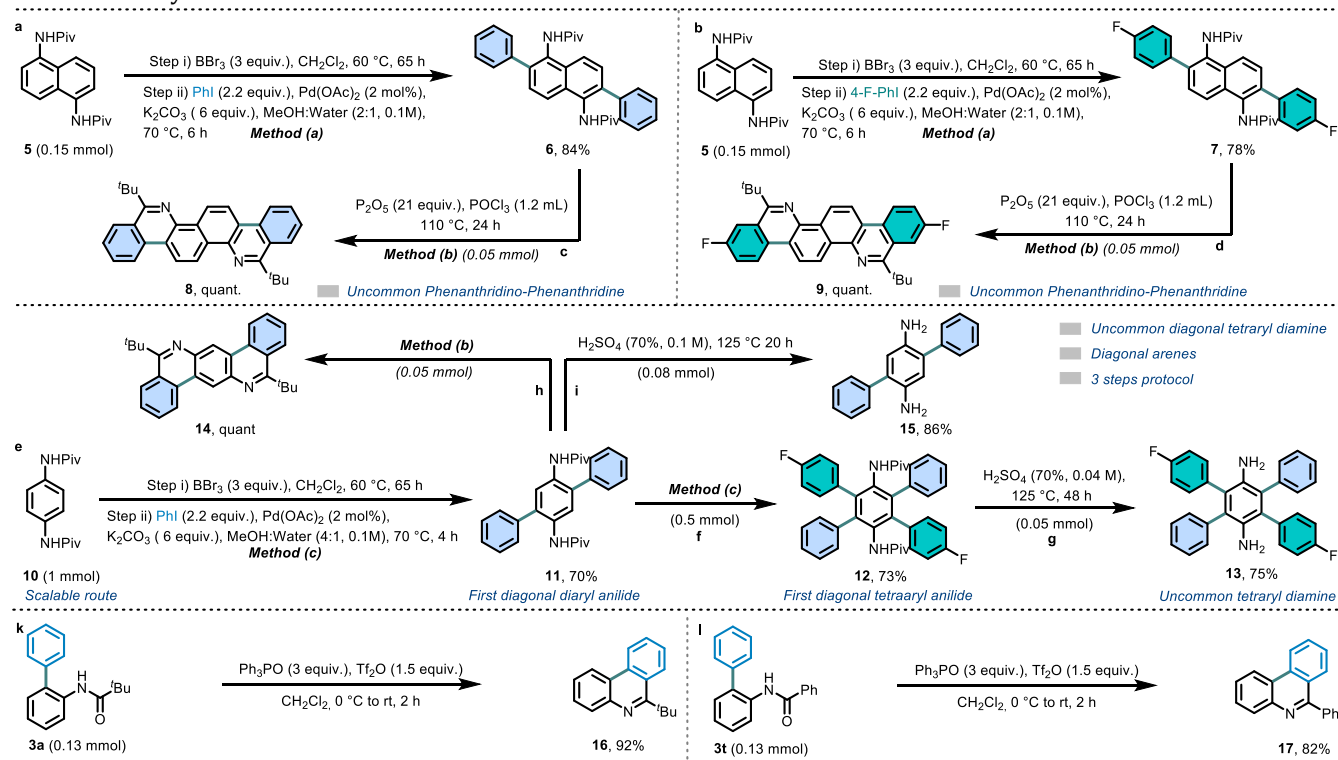 a
NHPiv
NHPiv
5 (0.15 mmol)
Step i) BBr3 (3 equiv.), CH2Cl2, 60 °C, 65 h
Step ii) PhI (2.2 equiv.), Pd(OAc)2 (2 mol%),
K2CO3 ( 6 equiv.), MeOH:Water (2:1, 0.1M),
70 °C, 6 h Method (a)
NHPiv
NHPiv
6, 84%
P2O5 (21 equiv.), POCl3 (1.2 mL)
110 °C, 24 h
Method (b) (0.05 mmol) c
tBu
N
N
tBu
8, quant.
Uncommon Phenanthridino-Phenanthridine
b
NHPiv
NHPiv
5 (0.15 mmol)
Step i) BBr3 (3 equiv.), CH2Cl2, 60 °C, 65 h
Step ii) 4-F-PhI (2.2 equiv.), Pd(OAc)2 (2 mol%),
K2CO3 ( 6 equiv.), MeOH:Water (2:1, 0.1M),
70 °C, 6 h Method (a)
F
NHPiv
NHPiv
F
7, 78%
P2O5 (21 equiv.), POCl3 (1.2 mL)
110 °C, 24 h
Method (b) (0.05 mmol) d
tBu
N
F
F
N
tBu
9, quant.
Uncommon Phenanthridino-Phenanthridine
tBu
N
N
tBu
14, quant
Method (b)
(0.05 mmol)
h
i
H2SO4 (70%, 0.1 M), 125 °C 20 h
(0.08 mmol)
NH2
NH2
15, 86%
Uncommon diagonal tetraryl diamine
Diagonal arenes
3 steps protocol
e
NHPiv
NHPiv
10 (1 mmol)
Scalable route
Step i) BBr3 (3 equiv.), CH2Cl2, 60 °C, 65 h
Step ii) PhI (2.2 equiv.), Pd(OAc)2 (2 mol%),
K2CO3 ( 6 equiv.), MeOH:Water (4:1, 0.1M), 70 °C, 4 h
Method (c)
NHPiv
NHPiv
11, 70%
First diagonal diaryl anilide
Method (c)
(0.5 mmol)
f
F
NHPiv
NHPiv
F
12, 73%
First diagonal tetraaryl anilide
H2SO4 (70%, 0.04 M),
125 °C, 48 h
(0.05 mmol)
g
F
NH2
NH2
F
13, 75%
Uncommon tetraryl diamine
k
H
N
tBu
O
3a (0.13 mmol)
Ph3PO (3 equiv.), Tf2O (1.5 equiv.)
CH2Cl2, 0 °C to rt, 2 h
N
tBu
16, 92%
l
H
N
Ph
O
3t (0.13 mmol)
Ph3PO (3 equiv.), Tf2O (1.5 equiv.)
CH2Cl2, 0 °C to rt, 2 h
N
Ph
17, 82%